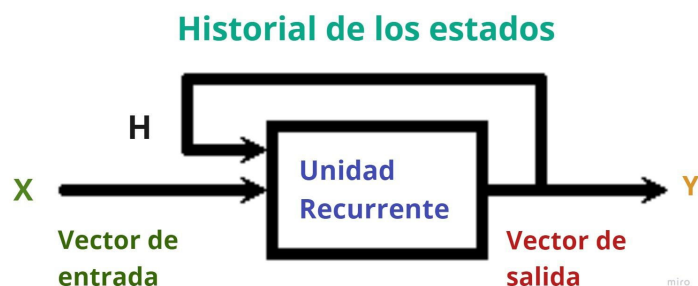 Historial de los estados
H
Unidad
Recurrente
X
Y
Vector de
entrada
Vector de
salida
miro